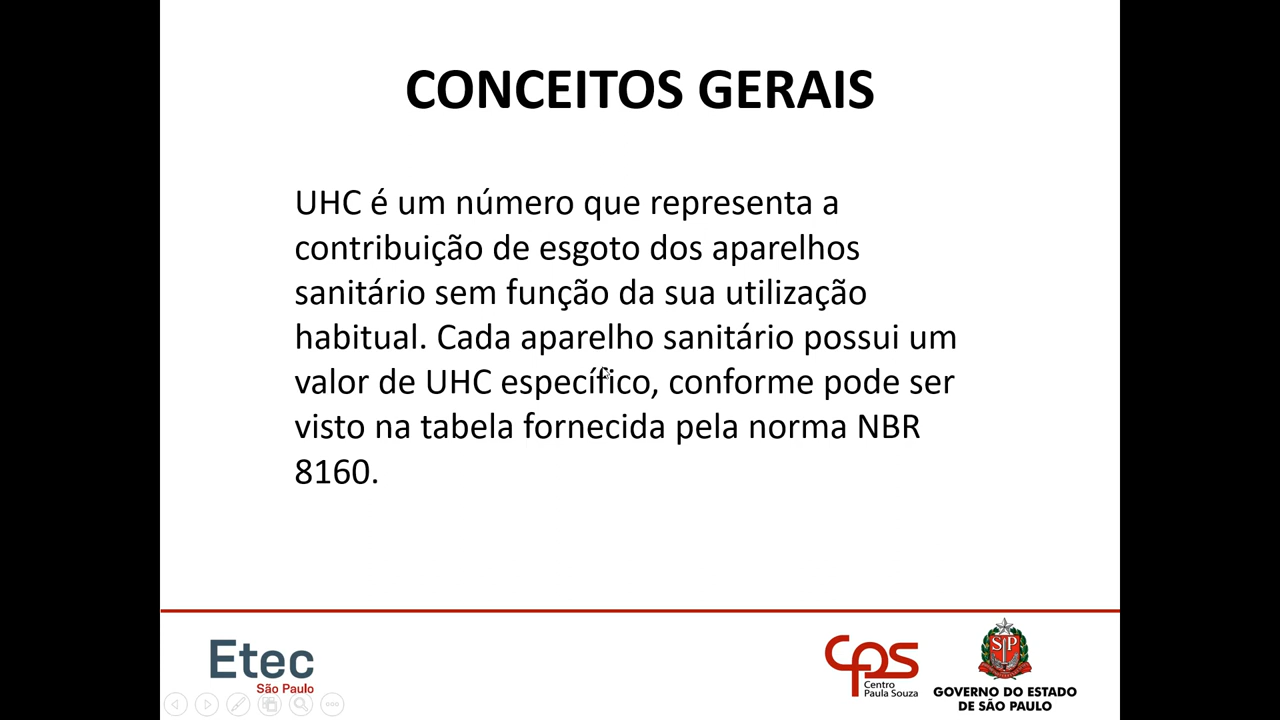 CONCEITOS GERAIS
UHC é um número que representa a
contribuição de esgoto dos aparelhos
sanitário sem função da sua utilização
habitual. Cada aparelho sanitário possui um
valor de UHC específico, conforme pode ser
visto na tabela fornecida pela norma NBR
8160.
Etec
São Paulo
cps
Centro
Paula Souza
SP
GOVERNO DO ESTADO
DE SÃO PAULO